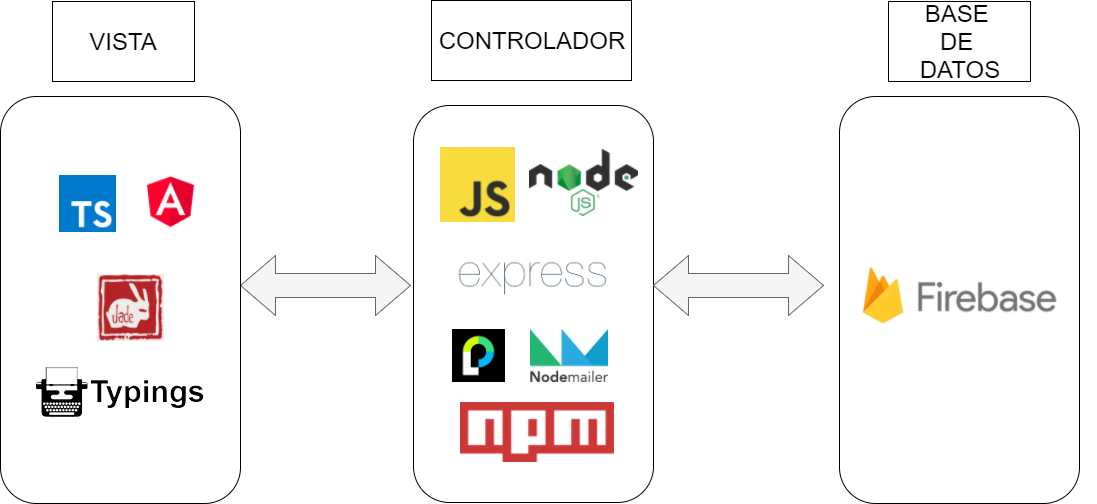 VISTA
CONTROLADOR
BASE
DE
DATOS
TS
A
Jade
Typings
JS
node
JS
express
P
Nodemailer
npm
Firebase